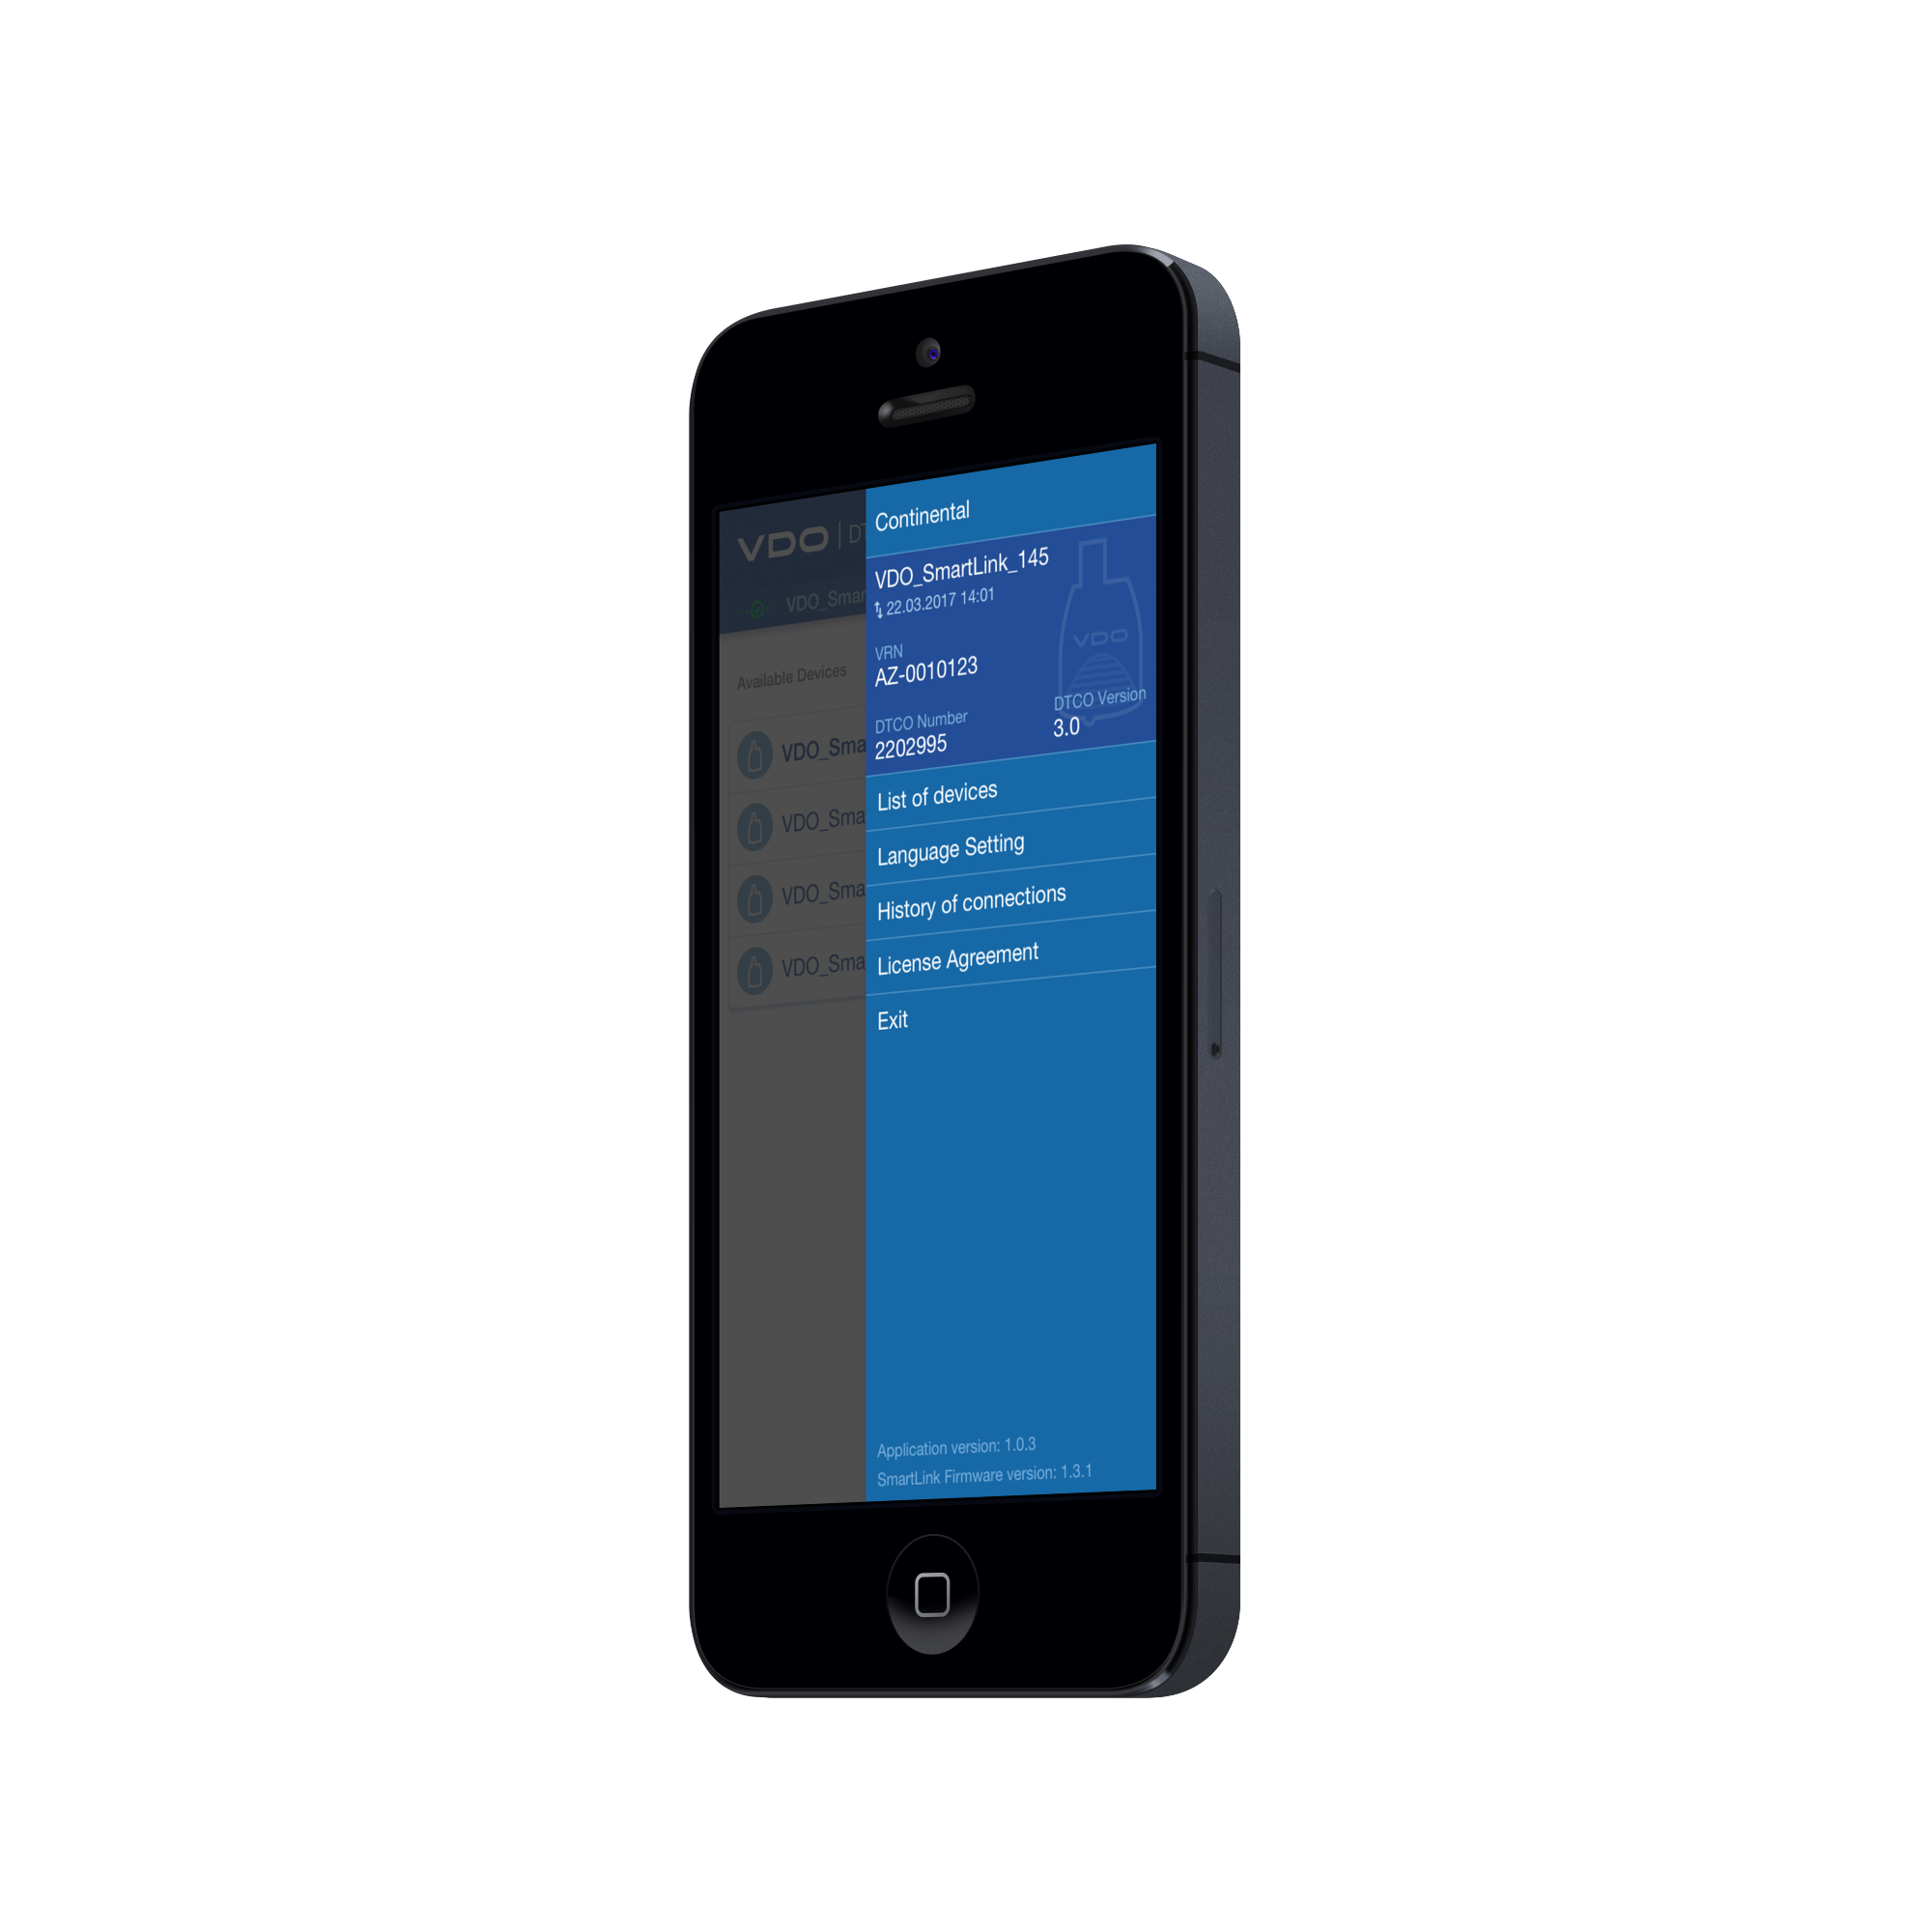 VDO | DT
VDO_Smar
Available Devices
VDO_Sma
VDO_Sma
VDO_Sma
VDO_Sma
Continental
VDO_SmartLink_145
22.03.2017 14:01
VRN
AZ-0010123
VDO
DTCO Number
2202995
DTCO Version
3.0
List of devices
Language Setting
History of connections
License Agreement
Exit
Application version: 1.0.3
SmartLink Firmware version: 1.3.1